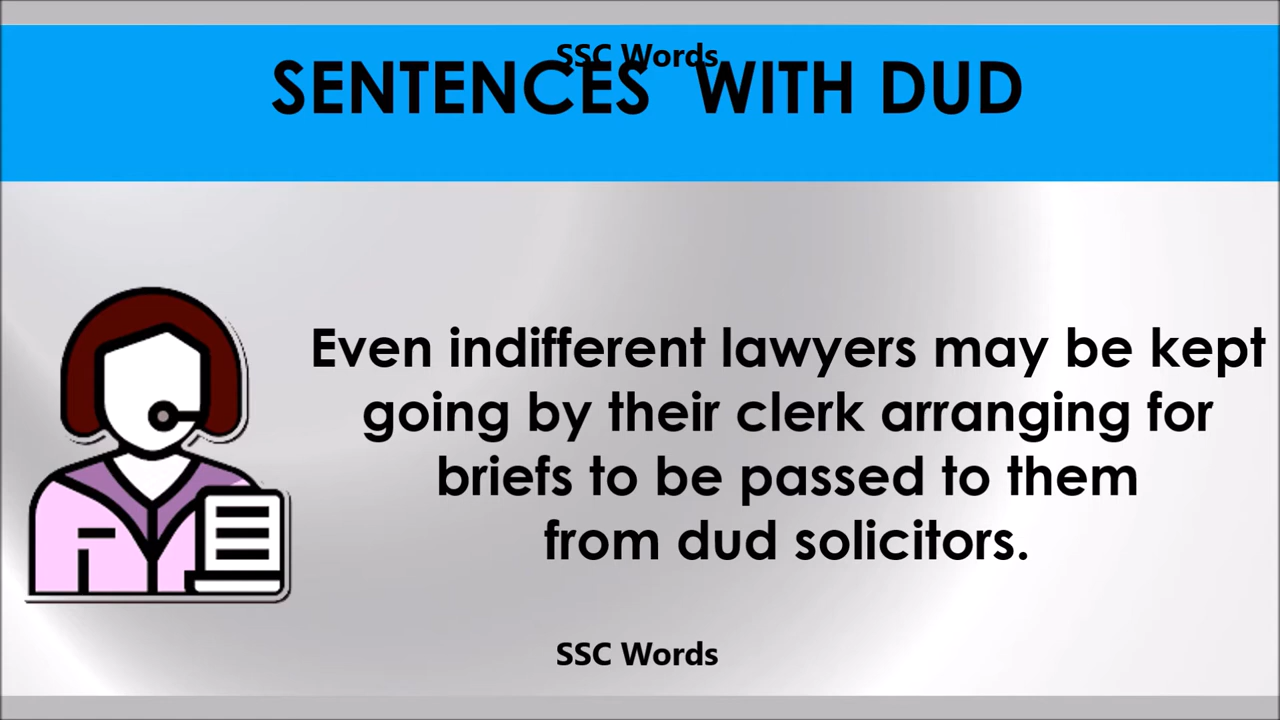 SSC Words
SENTENCES WITH DUD
Even indifferent lawyers may be kept
going by their clerk arranging for
briefs to be passed to them
from dud solicitors.
SSC Words